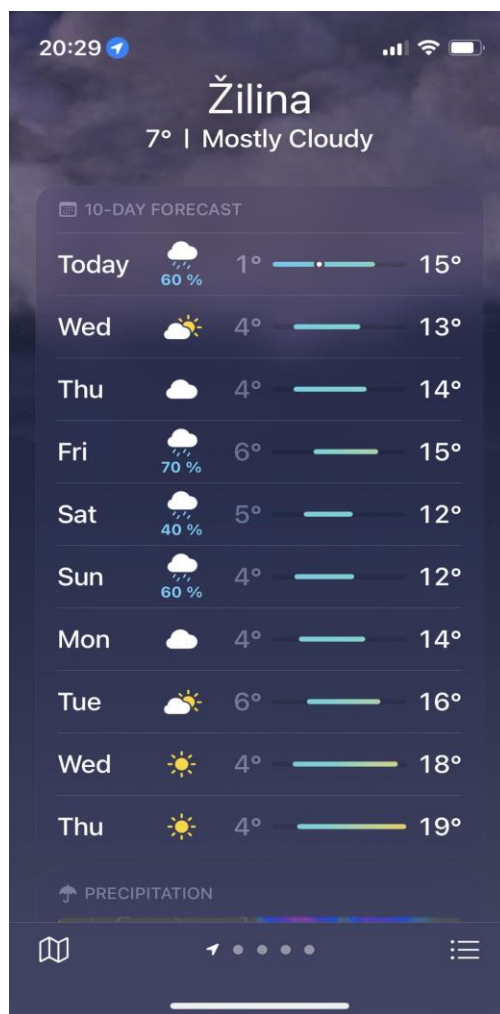 20:29
Žilina
7° | Mostly Cloudy
10-DAY FORECAST
Today 60 % 1° 15°
Wed 4° 13°
Thu 4° 14°
Fri 70 % 6° 15°
Sat 40 % 5° 12°
Sun 60 % 4° 12°
Mon 4° 14°
Tue 6° 16°
Wed 4° 18°
Thu 4° 19°
PRECIPITATION